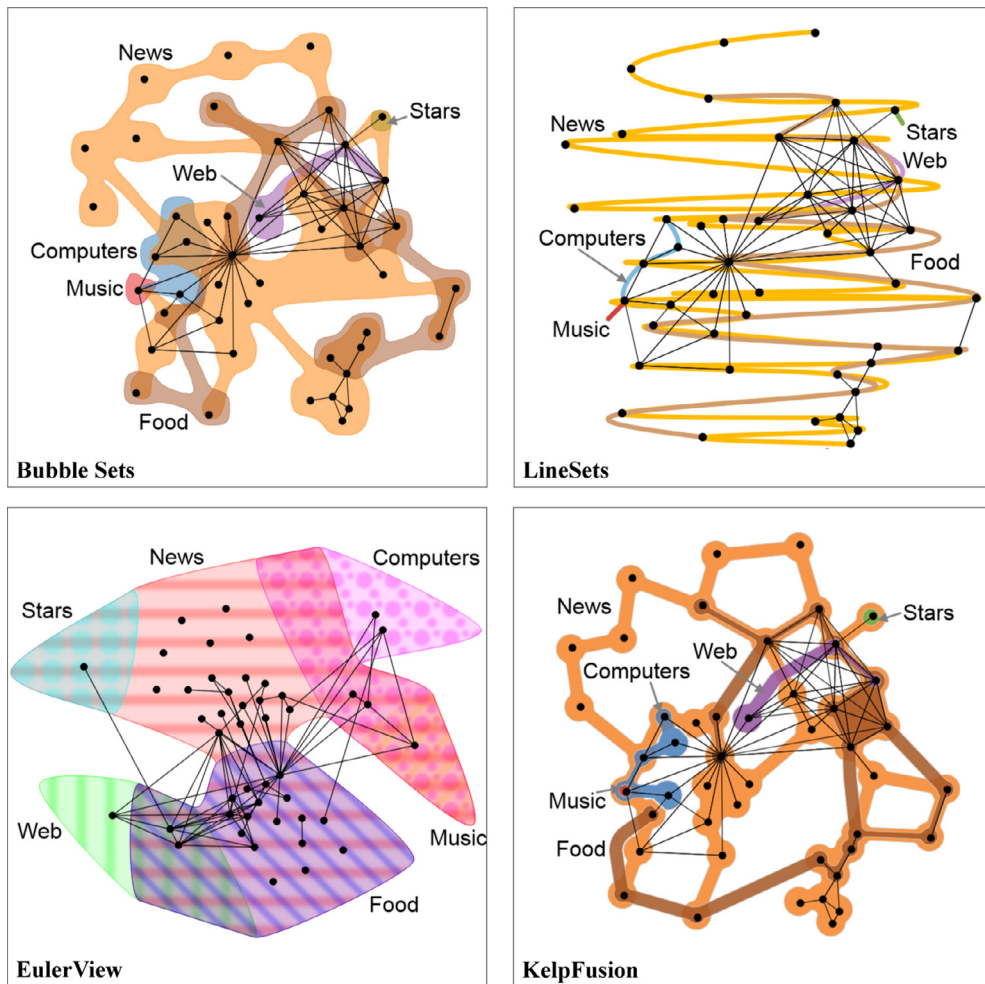 News
Stars
Web
Computers
Music
Food
Bubble Sets
News
Stars
Web
Computers
Food
Music
LineSets
News
Computers
Stars
Web
Music
Food
EulerView
News
Stars
Web
Computers
Music
Food
KelpFusion